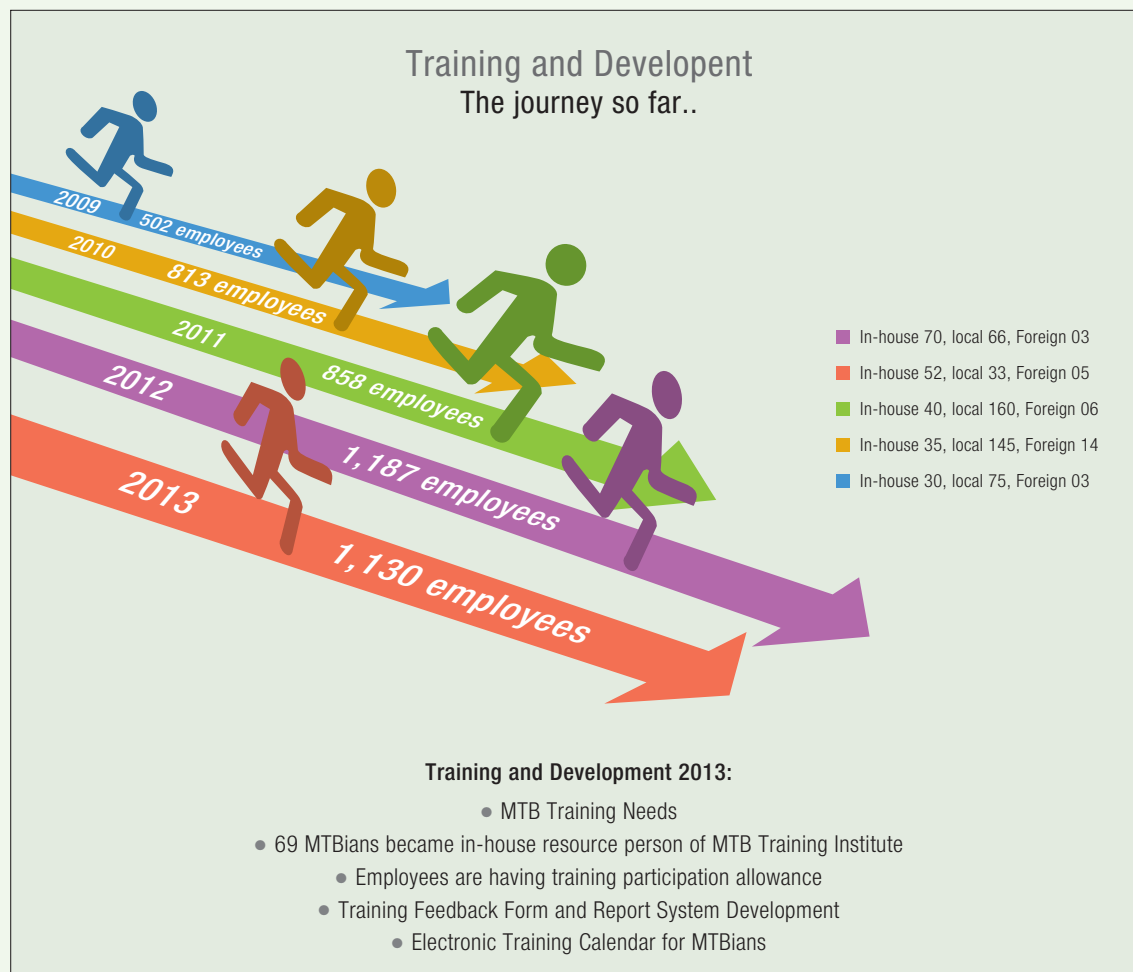 Training and Developent
The journey so far..
2009 502 employees
2010 813 employees
2011 858 employees
2012 1,187 employees
2013 1,130 employees
In-house 70, local 66, Foreign 03
In-house 52, local 33, Foreign 05
In-house 40, local 160, Foreign 06
In-house 35, local 145, Foreign 14
In-house 30, local 75, Foreign 03
Training and Development 2013:
● MTB Training Needs
● 69 MTBians became in-house resource person of MTB Training Institute
● Employees are having training participation allowance
● Training Feedback Form and Report System Development
● Electronic Training Calendar for MTBians